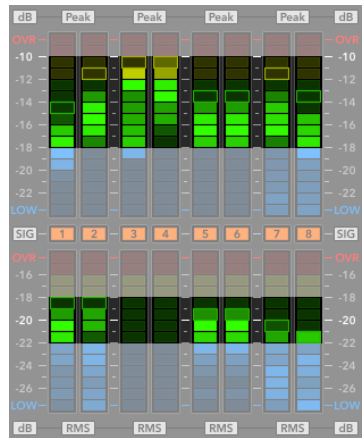 dB Peak Peak Peak Peak dB
OVR OVR
-10 -10
-12 -12
-14 -14
-16 -16
-18 -18
-20 -20
-22 -22
LOW LOW
SIG 1 2 3 4 5 6 7 8 SIG
OVR OVR
-16 -16
-18 -18
-20 -20
-22 -22
-24 -24
-26 -26
LOW LOW
dB RMS RMS RMS RMS dB